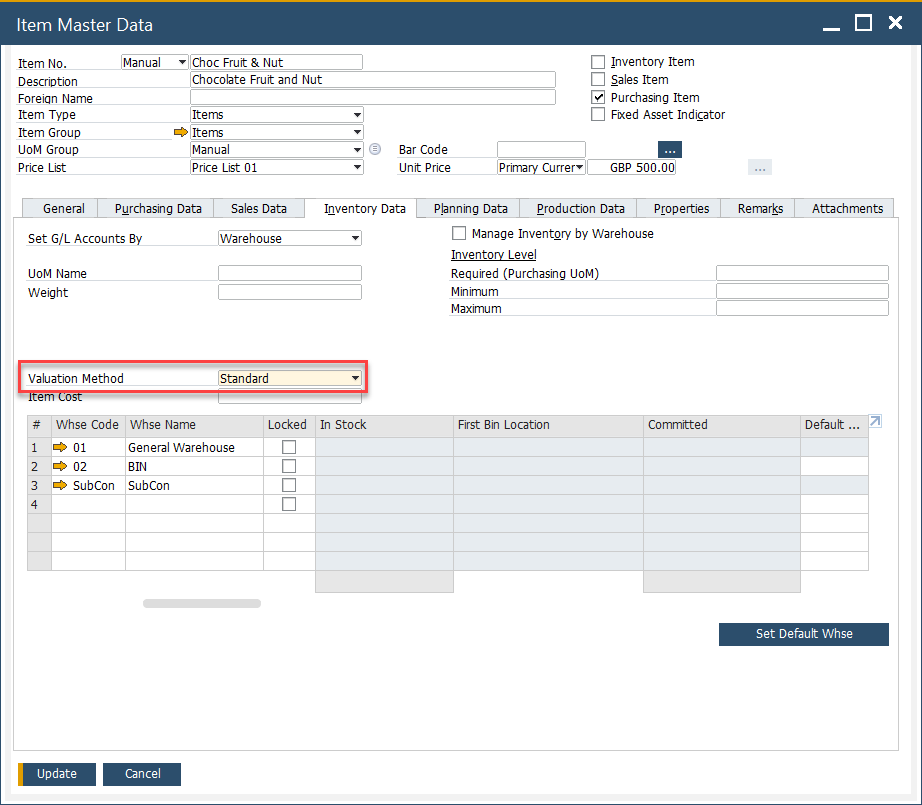 Item Master Data
Item No. Manual Choc Fruit & Nut Inventory Item
Description Chocolate Fruit and Nut Sales Item
Foreign Name Purchasing Item
Item Type Items Fixed Asset Indicator
Item Group Items
UoM Group Manual Bar Code ...
Price List Price List 01 Unit Price Primary Currer GBP 500.00 ...
General Purchasing Data Sales Data Inventory Data Planning Data Production Data Properties Remarks Attachments
Set G/L Accounts By Warehouse Manage Inventory by Warehouse
Inventory Level
UoM Name Required (Purchasing UoM)
Weight Minimum
Maximum
Valuation Method Standard
Item Cost
# Whse Code Whse Name Locked In Stock First Bin Location Committed Default ...
1 01 General Warehouse
2 02 BIN
3 SubCon SubCon
4
Set Default Whse
Update Cancel